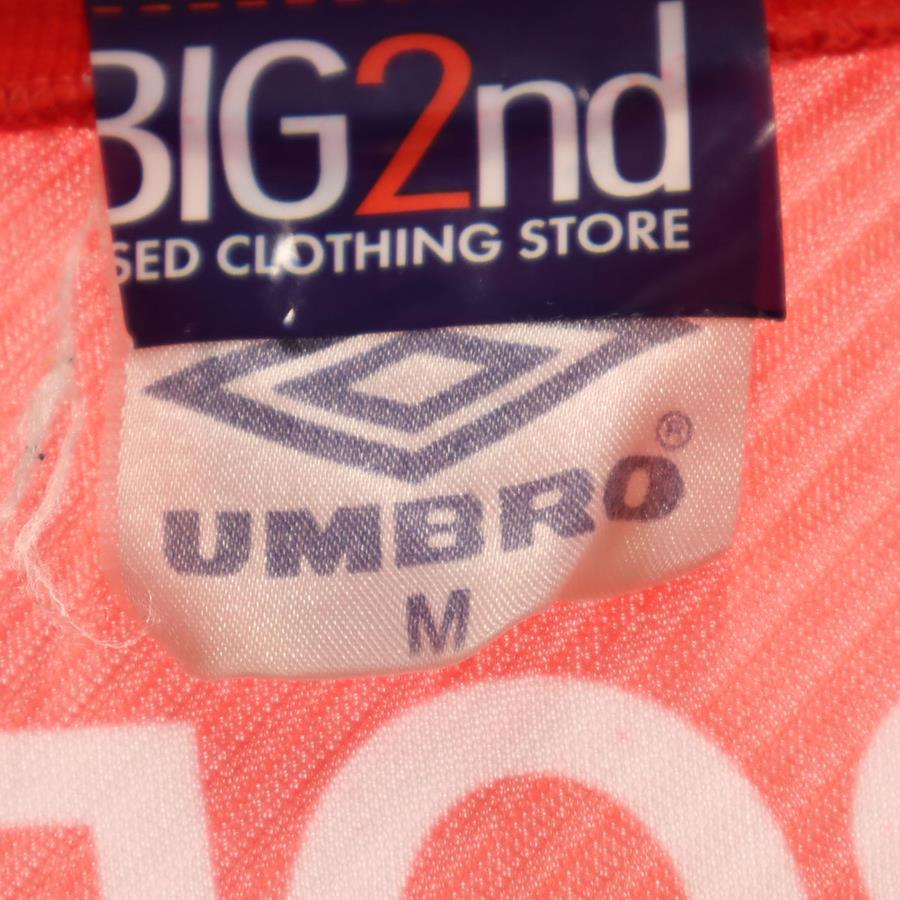 BIG2nd
SED CLOTHING STORE
UMBRO®
M